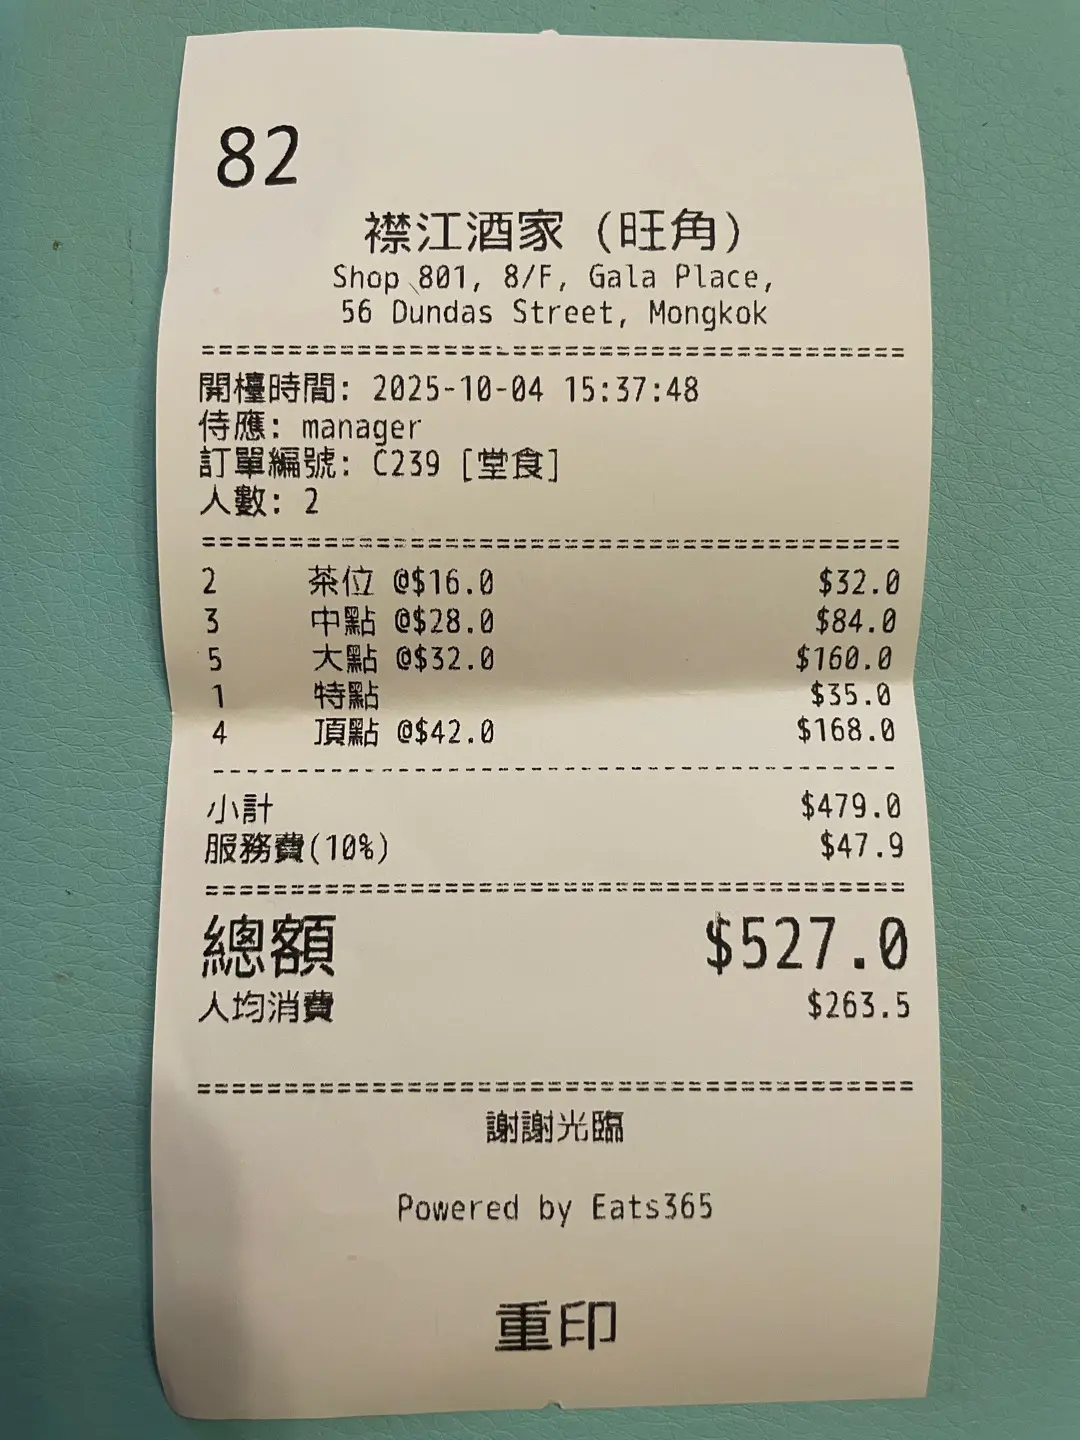 82
襟江酒家 (旺角)
Shop 801, 8/F, Gala Place,
56 Dundas Street, Mongkok
開檯時間: 2025-10-04 15:37:48
侍應: manager
訂單編號: C239 [堂食]
人數: 2
2 茶位 @$16.0 $32.0
3 中點 @$28.0 $84.0
5 大點 @$32.0 $160.0
1 特點 $35.0
4 頂點 @$42.0 $168.0
小計 $479.0
服務費(10%) $47.9
總額 $527.0
人均消費 $263.5
謝謝光臨
Powered by Eats365
重印